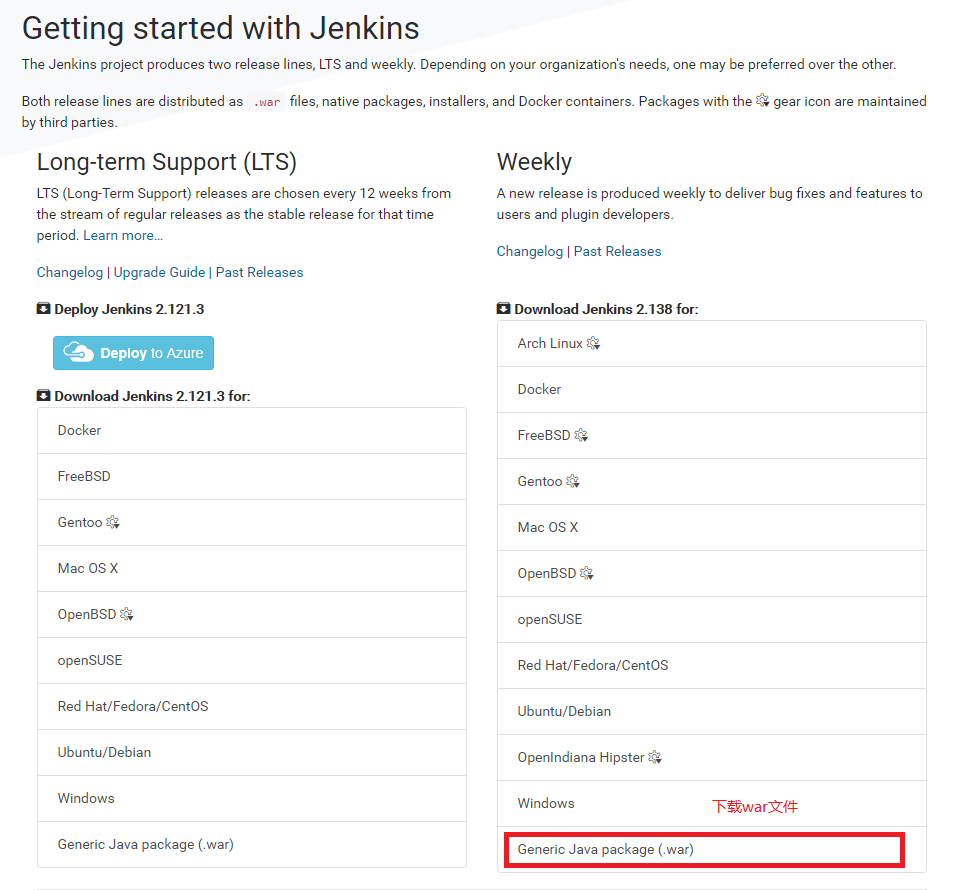 Getting started with Jenkins
The Jenkins project produces two release lines, LTS and weekly. Depending on your organization's needs, one may be preferred over the other.
Both release lines are distributed as .war files, native packages, installers, and Docker containers. Packages with the gear icon are maintained
by third parties.
Long-term Support (LTS)
LTS (Long-Term Support) releases are chosen every 12 weeks from
the stream of regular releases as the stable release for that time
period. Learn more...
Changelog | Upgrade Guide | Past Releases
Deploy Jenkins 2.121.3
Deploy to Azure
Download Jenkins 2.121.3 for:
Docker
FreeBSD
Gentoo
Mac OS X
OpenBSD
openSUSE
Red Hat/Fedora/CentOS
Ubuntu/Debian
Windows
Generic Java package (.war)
Weekly
A new release is produced weekly to deliver bug fixes and features to
users and plugin developers.
Changelog | Past Releases
Download Jenkins 2.138 for:
Arch Linux
Docker
FreeBSD
Gentoo
Mac OS X
OpenBSD
openSUSE
Red Hat/Fedora/CentOS
Ubuntu/Debian
OpenIndiana Hipster
Windows
下载war文件
Generic Java package (.war)